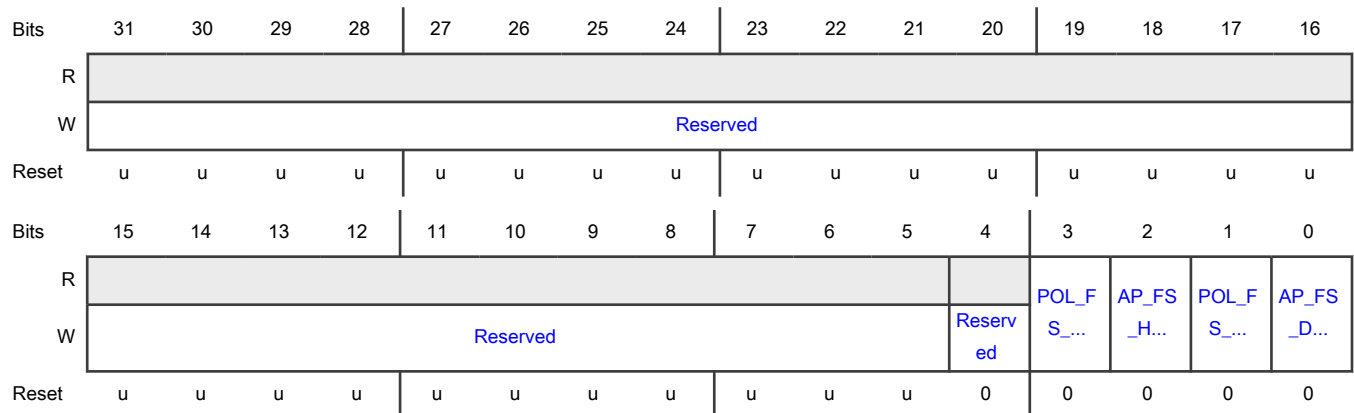 Bits 31 30 29 28 27 26 25 24 23 22 21 20 19 18 17 16
R
W Reserved
Reset u u u u u u u u u u u u u u u u
Bits 15 14 13 12 11 10 9 8 7 6 5 4 3 2 1 0
R
POL_F AP_FS POL_F AP_FS
S_... _H... S_... _D...
W Reserved Reserv
ed
Reset u u u u u u u u u u u 0 0 0 0 0